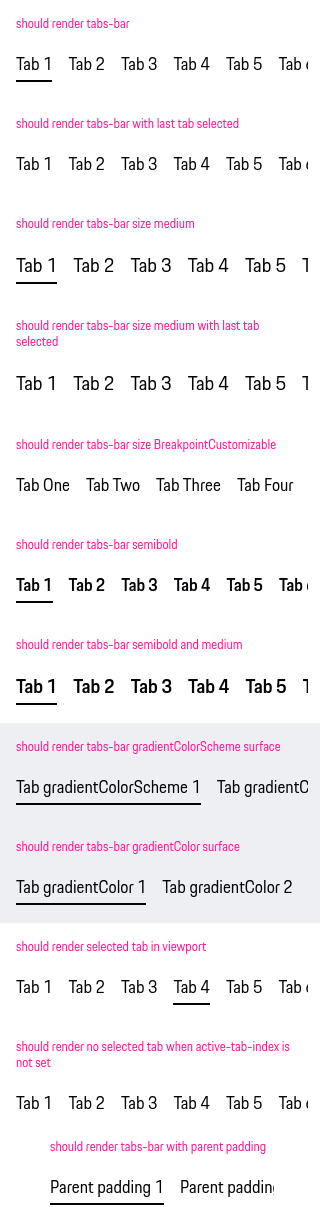 should render tabs-bar
Tab 1 Tab 2 Tab 3 Tab 4 Tab 5 Tab
should render tabs-bar with last tab selected
Tab 1 Tab 2 Tab 3 Tab 4 Tab 5 Tab
should render tabs-bar size medium
Tab 1 Tab 2 Tab 3 Tab 4 Tab 5
should render tabs-bar size medium with last tab
selected
Tab 1 Tab 2 Tab 3 Tab 4 Tab 5
should render tabs-bar size BreakpointCustomizable
Tab One Tab Two Tab Three Tab Four
should render tabs-bar semibold
Tab 1 Tab 2 Tab 3 Tab 4 Tab 5 Tab
should render tabs-bar semibold and medium
Tab 1 Tab 2 Tab 3 Tab 4 Tab 5
should render tabs-bar gradientColorScheme surface
Tab gradientColorScheme 1 Tab gradientC
should render tabs-bar gradientColor surface
Tab gradientColor 1 Tab gradientColor 2
should render selected tab in viewport
Tab 1 Tab 2 Tab 3 Tab 4 Tab 5 Tab
should render no selected tab when active-tab-index is
not set
Tab 1 Tab 2 Tab 3 Tab 4 Tab 5 Tab
should render tabs-bar with parent padding
Parent padding 1 Parent padding